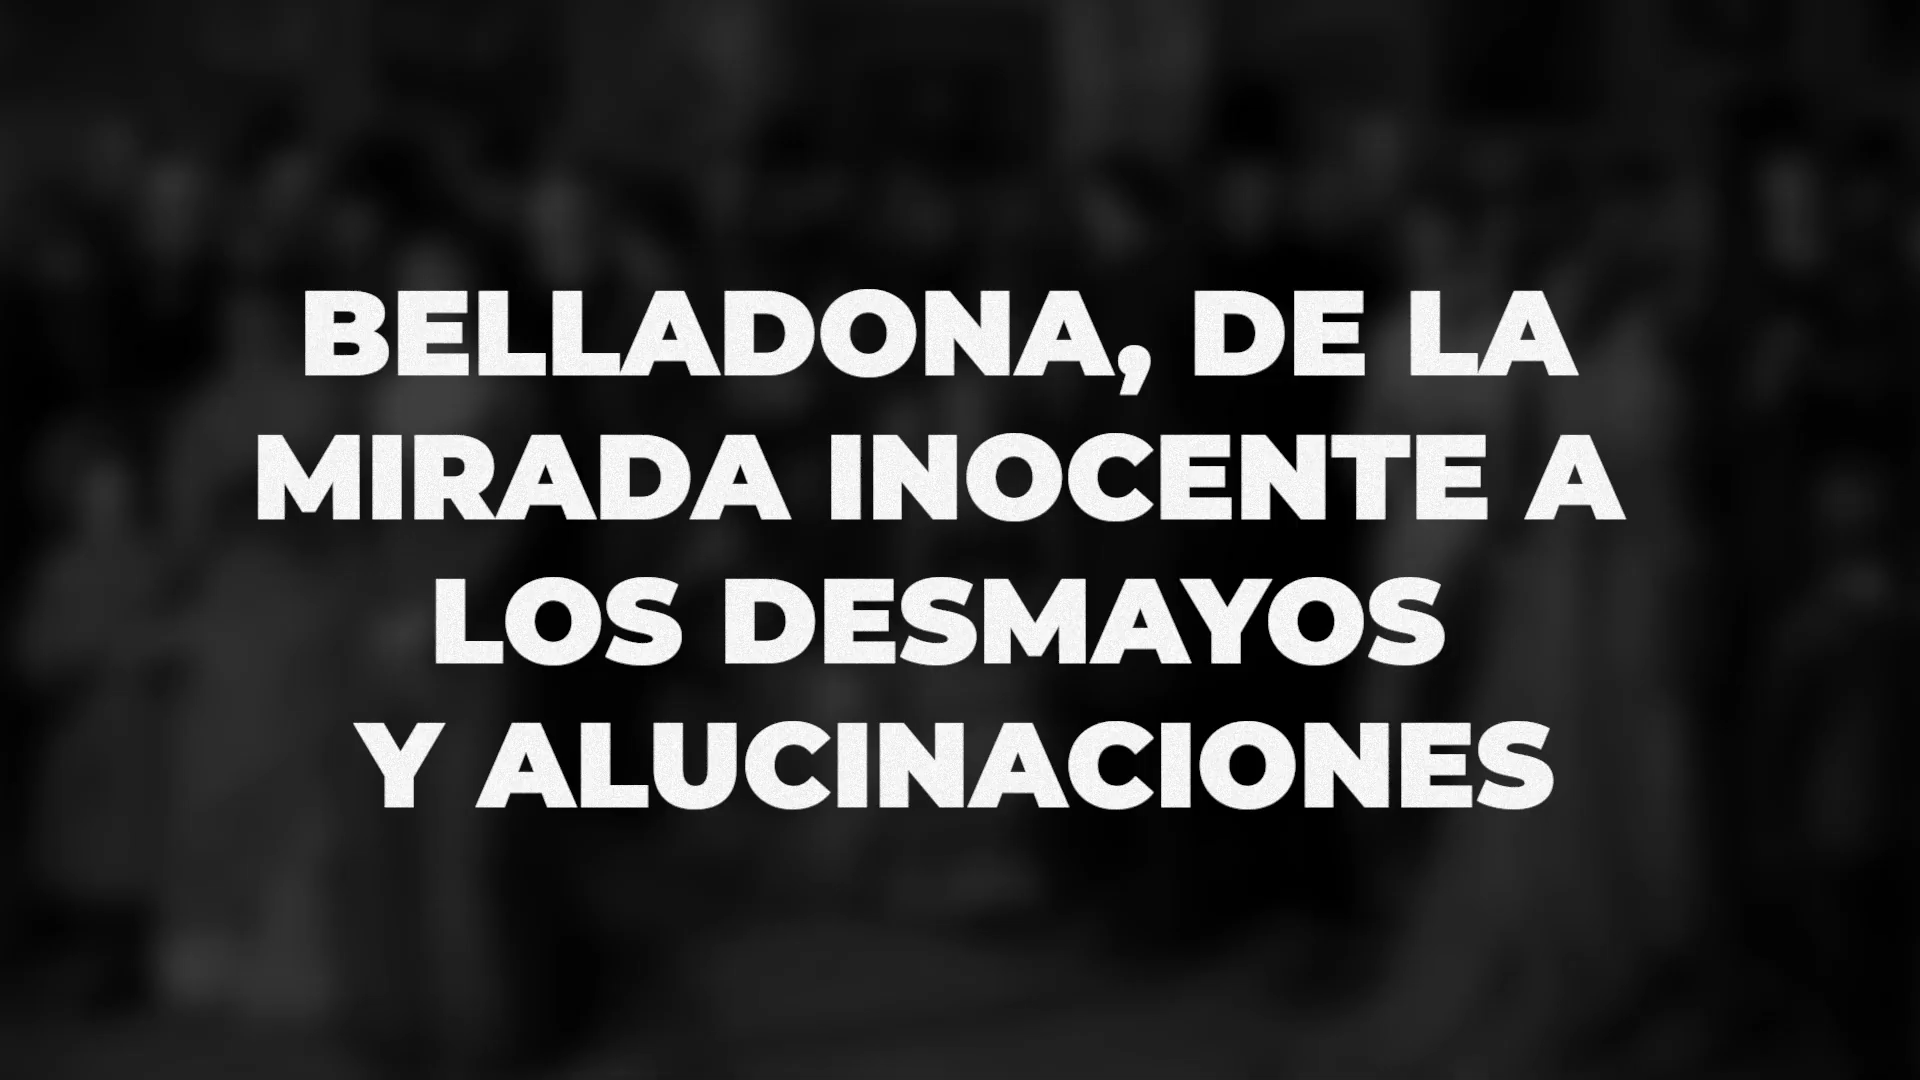 BELLADONA, DE LA
MIRADA INOCENTE A
LOS DESMAYOS
Y ALUCINACIONES